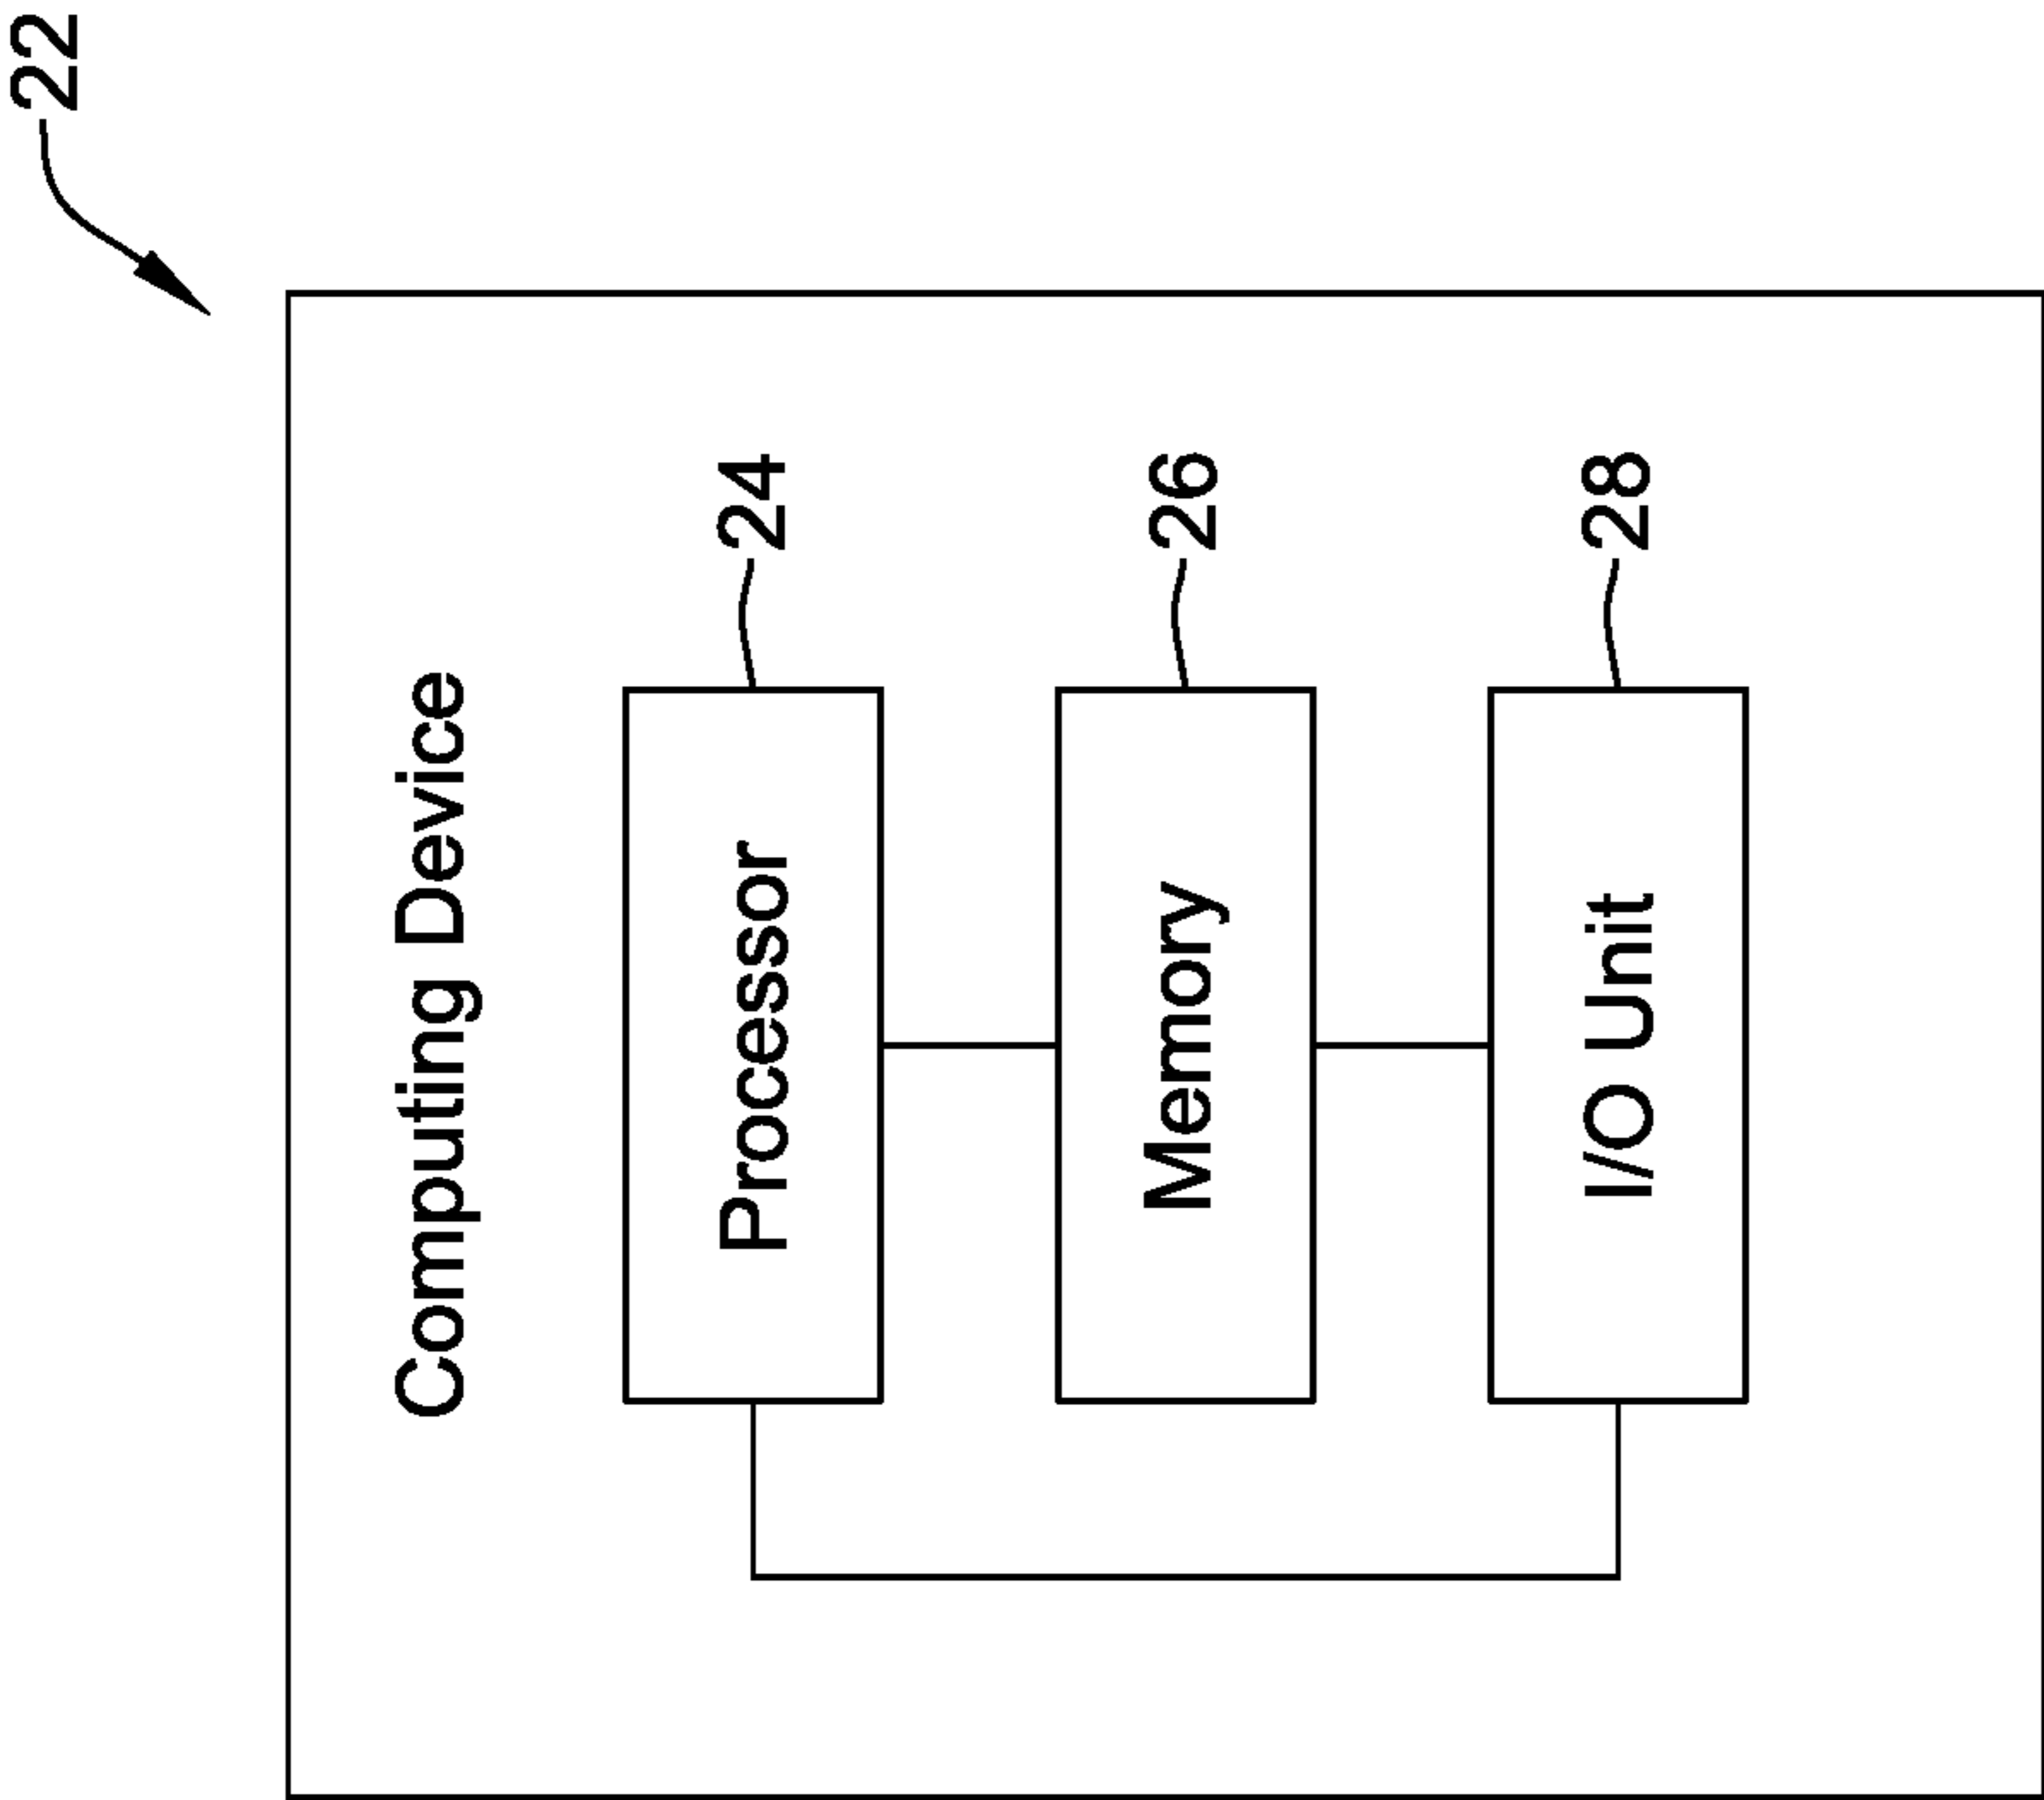 22
Computing Device
Processor
24
Memory
26
I/O Unit
28